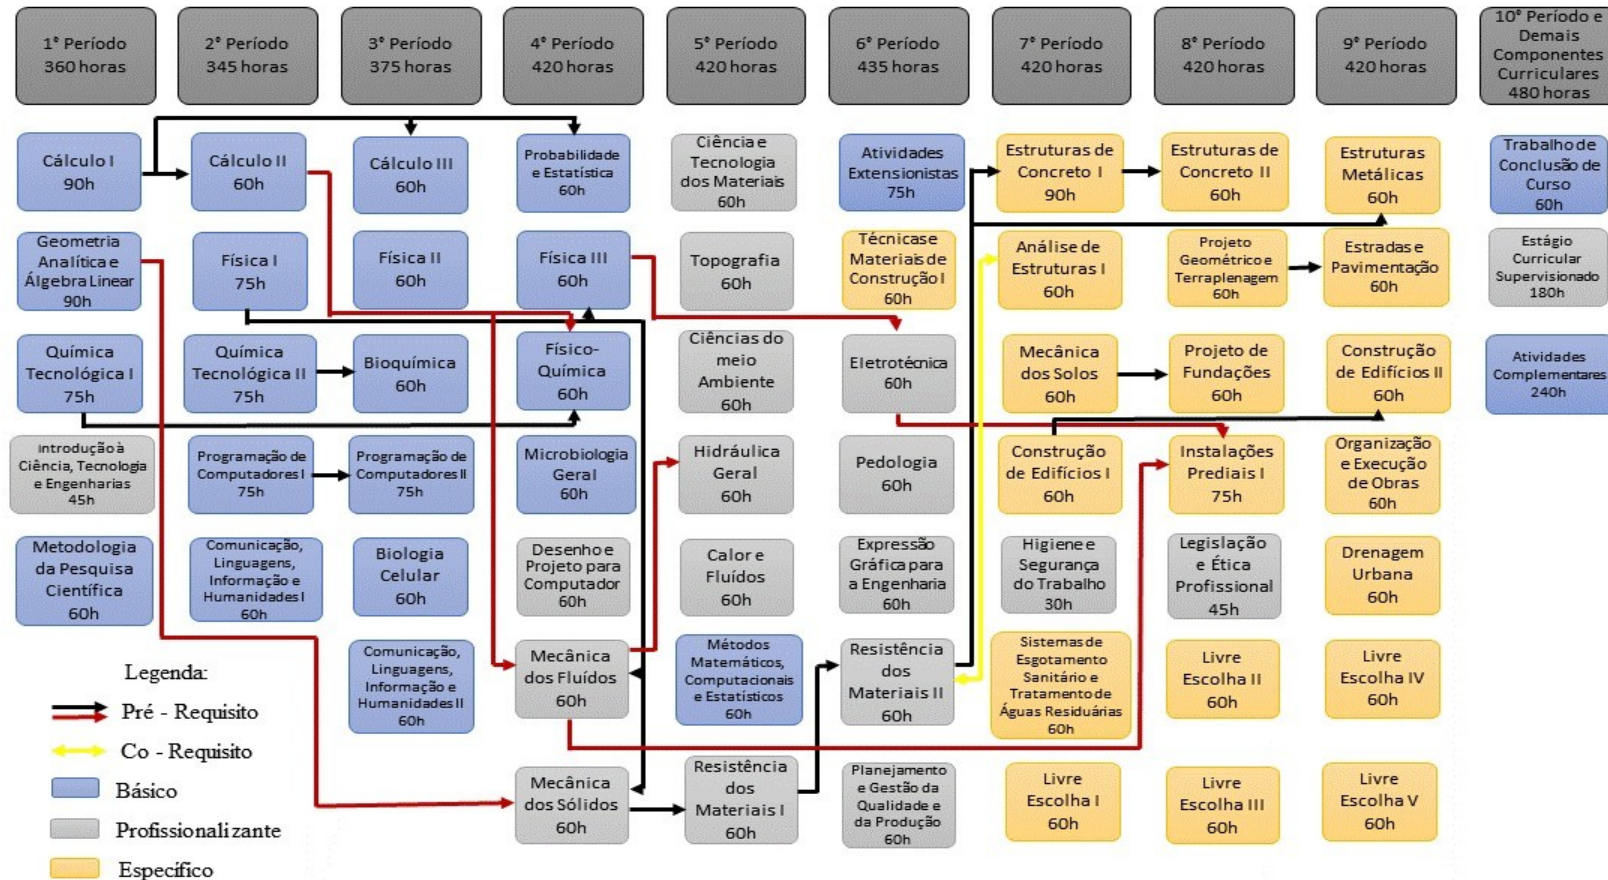 1° Período
360 horas
2° Período
345 horas
3° Período
375 horas
4° Período
420 horas
5° Período
420 horas
6° Período
435 horas
7° Período
420 horas
8° Período
420 horas
9° Período
420 horas
10° Período e
Demais
Componentes
Curriculares
480 horas
Cálculo I
90h
Cálculo II
60h
Cálculo III
60h
Probabilidade
e Estatística
60h
Ciência e
Tecnologia
dos Materiais
60h
Atividades
Extensionistas
75h
Estruturas de
Concreto I
90h
Estruturas de
Concreto II
60h
Estruturas
Metálicas
60h
Trabalho de
Conclusão de
Curso
60h
Geometria
Analítica e
Álgebra Linear
90h
Física I
75h
Física II
60h
Física III
60h
Topografia
60h
Técnicas e
Materiais de
Construção I
60h
Análise de
Estruturas I
60h
Projeto
Geométrico e
Terraplenagem
60h
Estradas e
Pavimentação
60h
Estágio
Curricular
Supervisionado
180h
Química
Tecnológica I
75h
Química
Tecnológica II
75h
Bioquímica
60h
Físico-
Química
60h
Ciências do
meio
Ambiente
60h
Eletrotécnica
60h
Mecânica
dos Solos
60h
Projeto de
Fundações
60h
Construção
de Edifícios II
60h
Atividades
Complementares
240h
Introdução à
Ciência, Tecnologia
e Engenharias
45h
Programação de
Computadores I
75h
Programação de
Computadores II
75h
Microbiologia
Geral
60h
Hidráulica
Geral
60h
Pedologia
60h
Construção
de Edifícios I
60h
Instalações
Prediais I
75h
Organização
e Execução
de Obras
60h
Metodologia
da Pesquisa
Científica
60h
Comunicação,
Linguagens,
Informação e
Humanidades I
60h
Biologia
Celular
60h
Desenho e
Projeto para
Computador
60h
Calor e
Fluídos
60h
Expressão
Gráfica para
a Engenharia
60h
Higiene e
Segurança
do Trabalho
30h
Legislação
e Ética
Profissional
45h
Drenagem
Urbana
60h
Comunicação,
Linguagens,
Informação e
Humanidades II
60h
Mecânica
dos Fluídos
60h
Métodos
Matemáticos,
Computacionais
e Estatísticos
60h
Resistência
dos
Materiais II
60h
Sistemas de
Esgotamento
Sanitário e
Tratamento de
Águas Residuárias
60h
Livre
Escolha II
60h
Livre
Escolha IV
60h
Mecânica
dos Sólidos
60h
Resistência
dos
Materiais I
60h
Planejamento
e Gestão da
Qualidade e
da Produção
60h
Livre
Escolha I
60h
Livre
Escolha III
60h
Livre
Escolha V
60h
Legenda:
Pré - Requisito
Co - Requisito
Básico
Profissionalizante
Específico